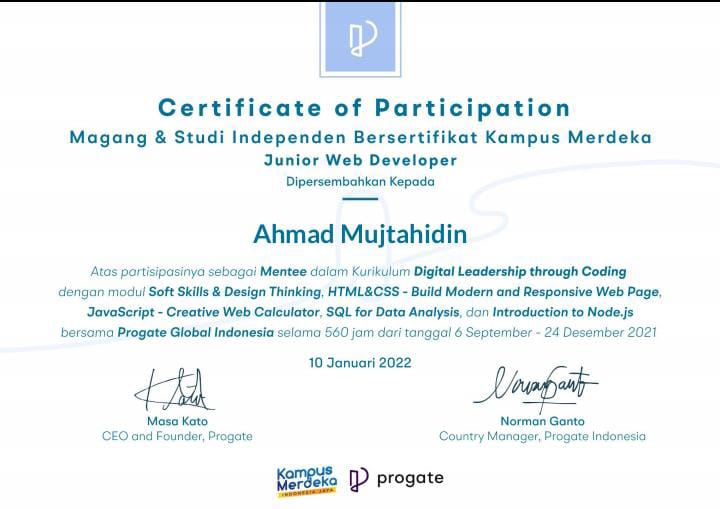 Certificate of Participation
Magang & Studi Independen Bersertifikat Kampus Merdeka
Junior Web Developer
Dipersembahkan Kepada
Ahmad Mujtahidin
Atas partisipasinya sebagai Mentee dalam Kurikulum Digital Leadership through Coding
dengan modul Soft Skills & Design Thinking, HTML&CSS - Build Modern and Responsive Web Page,
JavaScript - Creative Web Calculator, SQL for Data Analysis, dan Introduction to Node.js
bersama Progate Global Indonesia selama 560 jam dari tanggal 6 September - 24 Desember 2021
10 Januari 2022
Masa Kato
CEO and Founder, Progate
Norman Ganto
Country Manager, Progate Indonesia
Kampus
Merdeka
INDONESIA JAYA
progate